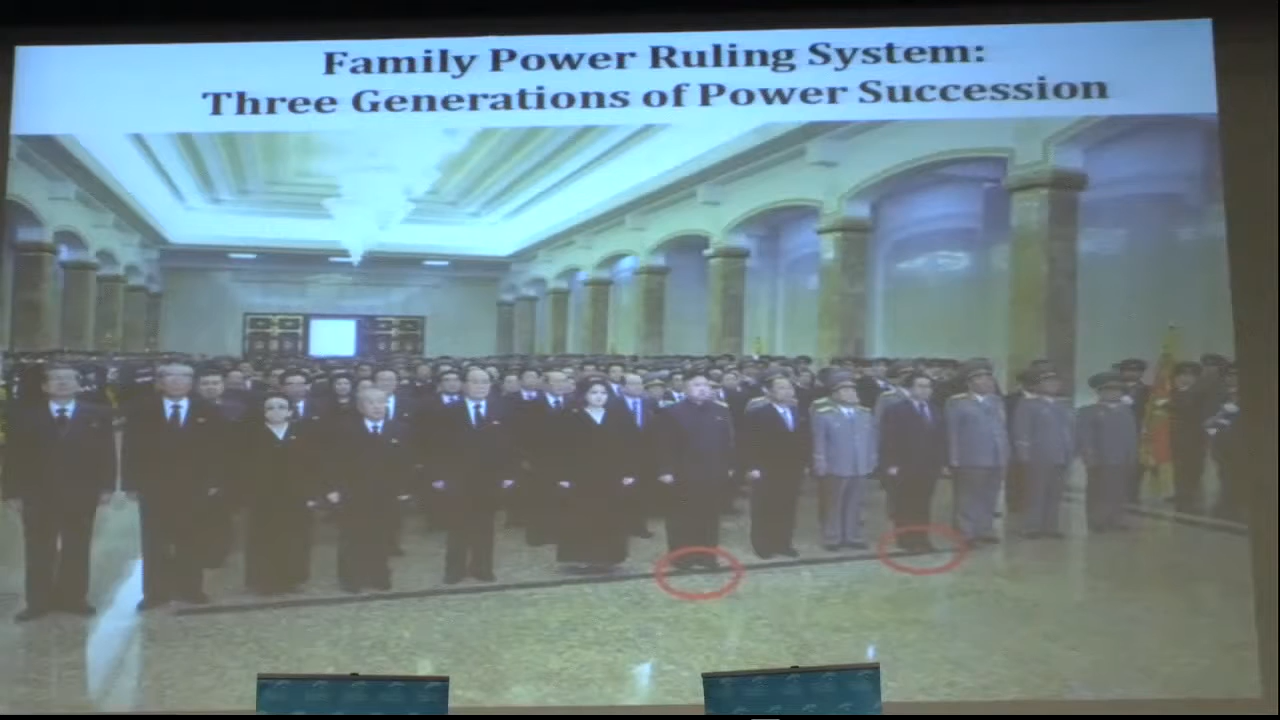 Family Power Ruling System:
Three Generations of Power Succession